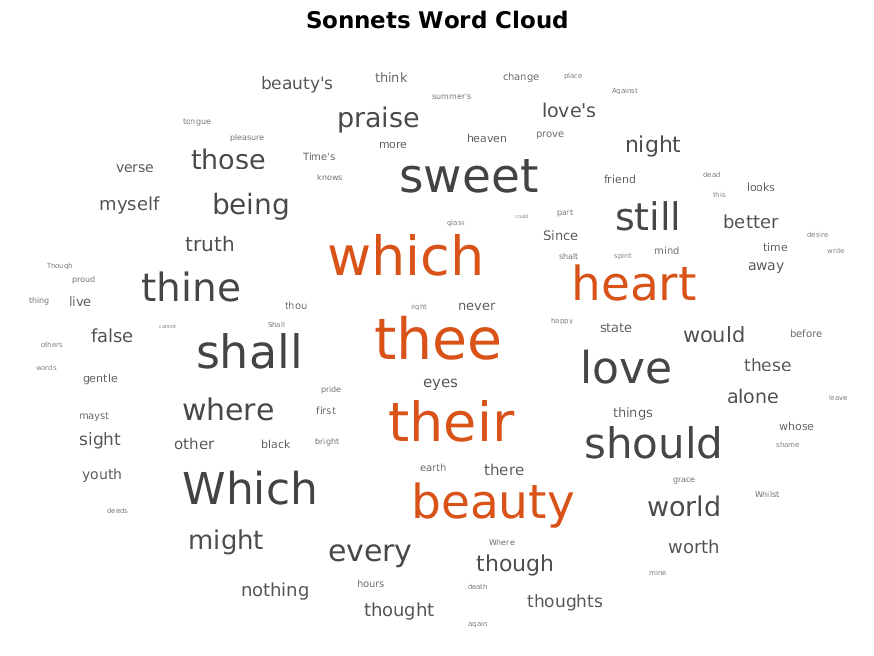 Sonnets Word Cloud
beauty's think change place
summer's Against
praise love's
tongue pleasure more heaven prove night
verse those Time's sweet
knows friend dead looks
myself being this
glass could part still better
truth which Since desire
shalt spirit mind time write
Though away
proud thine heart
thing live thou right never
cannot Shall happy state
false thee would before
others shall these
words gentle eyes love
pride alone leave
mayst where first their things whose
sight other black bright should shame
youth earth there
Which beauty grace Whilst
deeds world
might every Where though worth
hours death mine
nothing thought thoughts
again